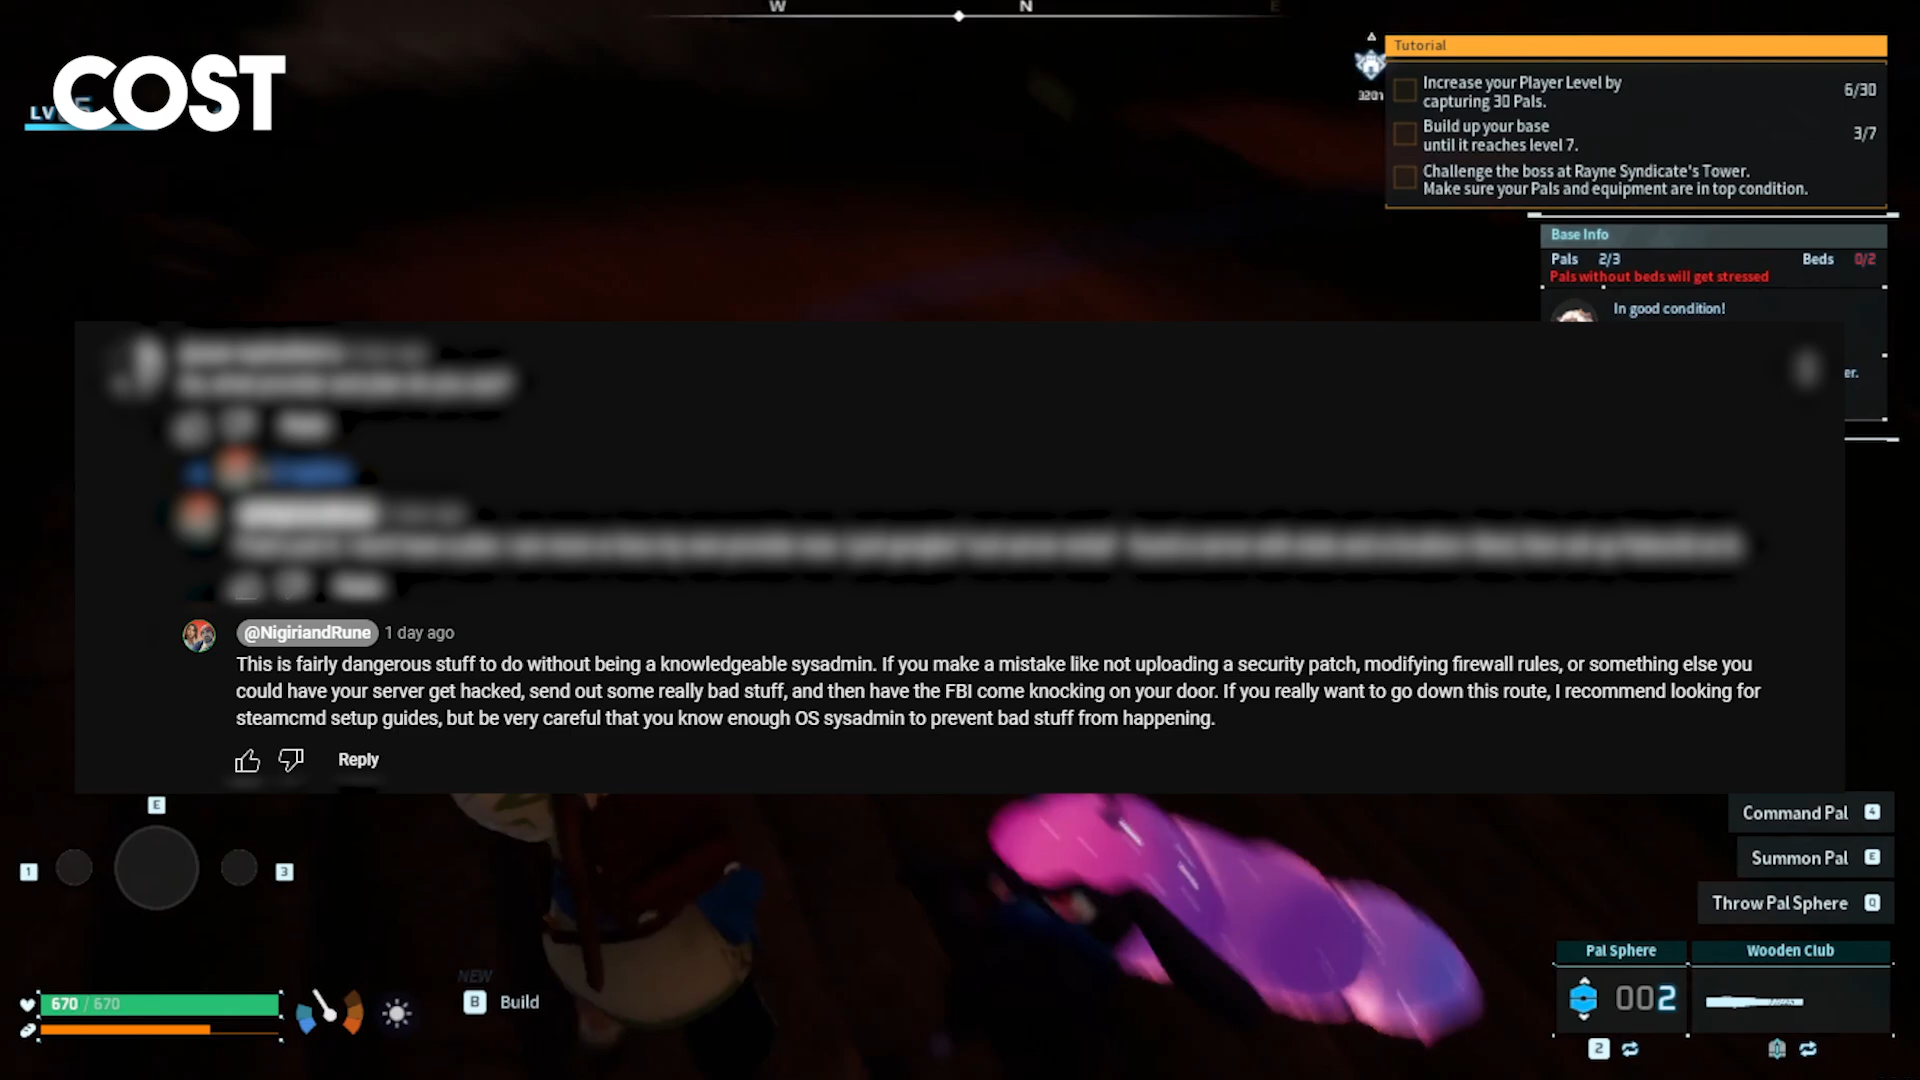 W N E
COST
LV
3201
Tutorial
Increase your Player Level by
capturing 30 Pals.
6/30
Build up your base
until it reaches level 7.
3/7
Challenge the boss at Rayne Syndicate's Tower.
Make sure your Pals and equipment are in top condition.
Base Info
Pals 2/3 Beds 0/2
Pals without beds will get stressed
In good condition!
er.
@NigiriandRune 1 day ago
This is fairly dangerous stuff to do without being a knowledgeable sysadmin. If you make a mistake like not uploading a security patch, modifying firewall rules, or something else you
could have your server get hacked, send out some really bad stuff, and then have the FBI come knocking on your door. If you really want to go down this route, I recommend looking for
steamcmd setup guides, but be very careful that you know enough OS sysadmin to prevent bad stuff from happening.
Reply
E
1 3
Command Pal 4
Summon Pal E
Throw Pal Sphere Q
Pal Sphere Wooden Club
002
2
NEW
B Build
670 / 670